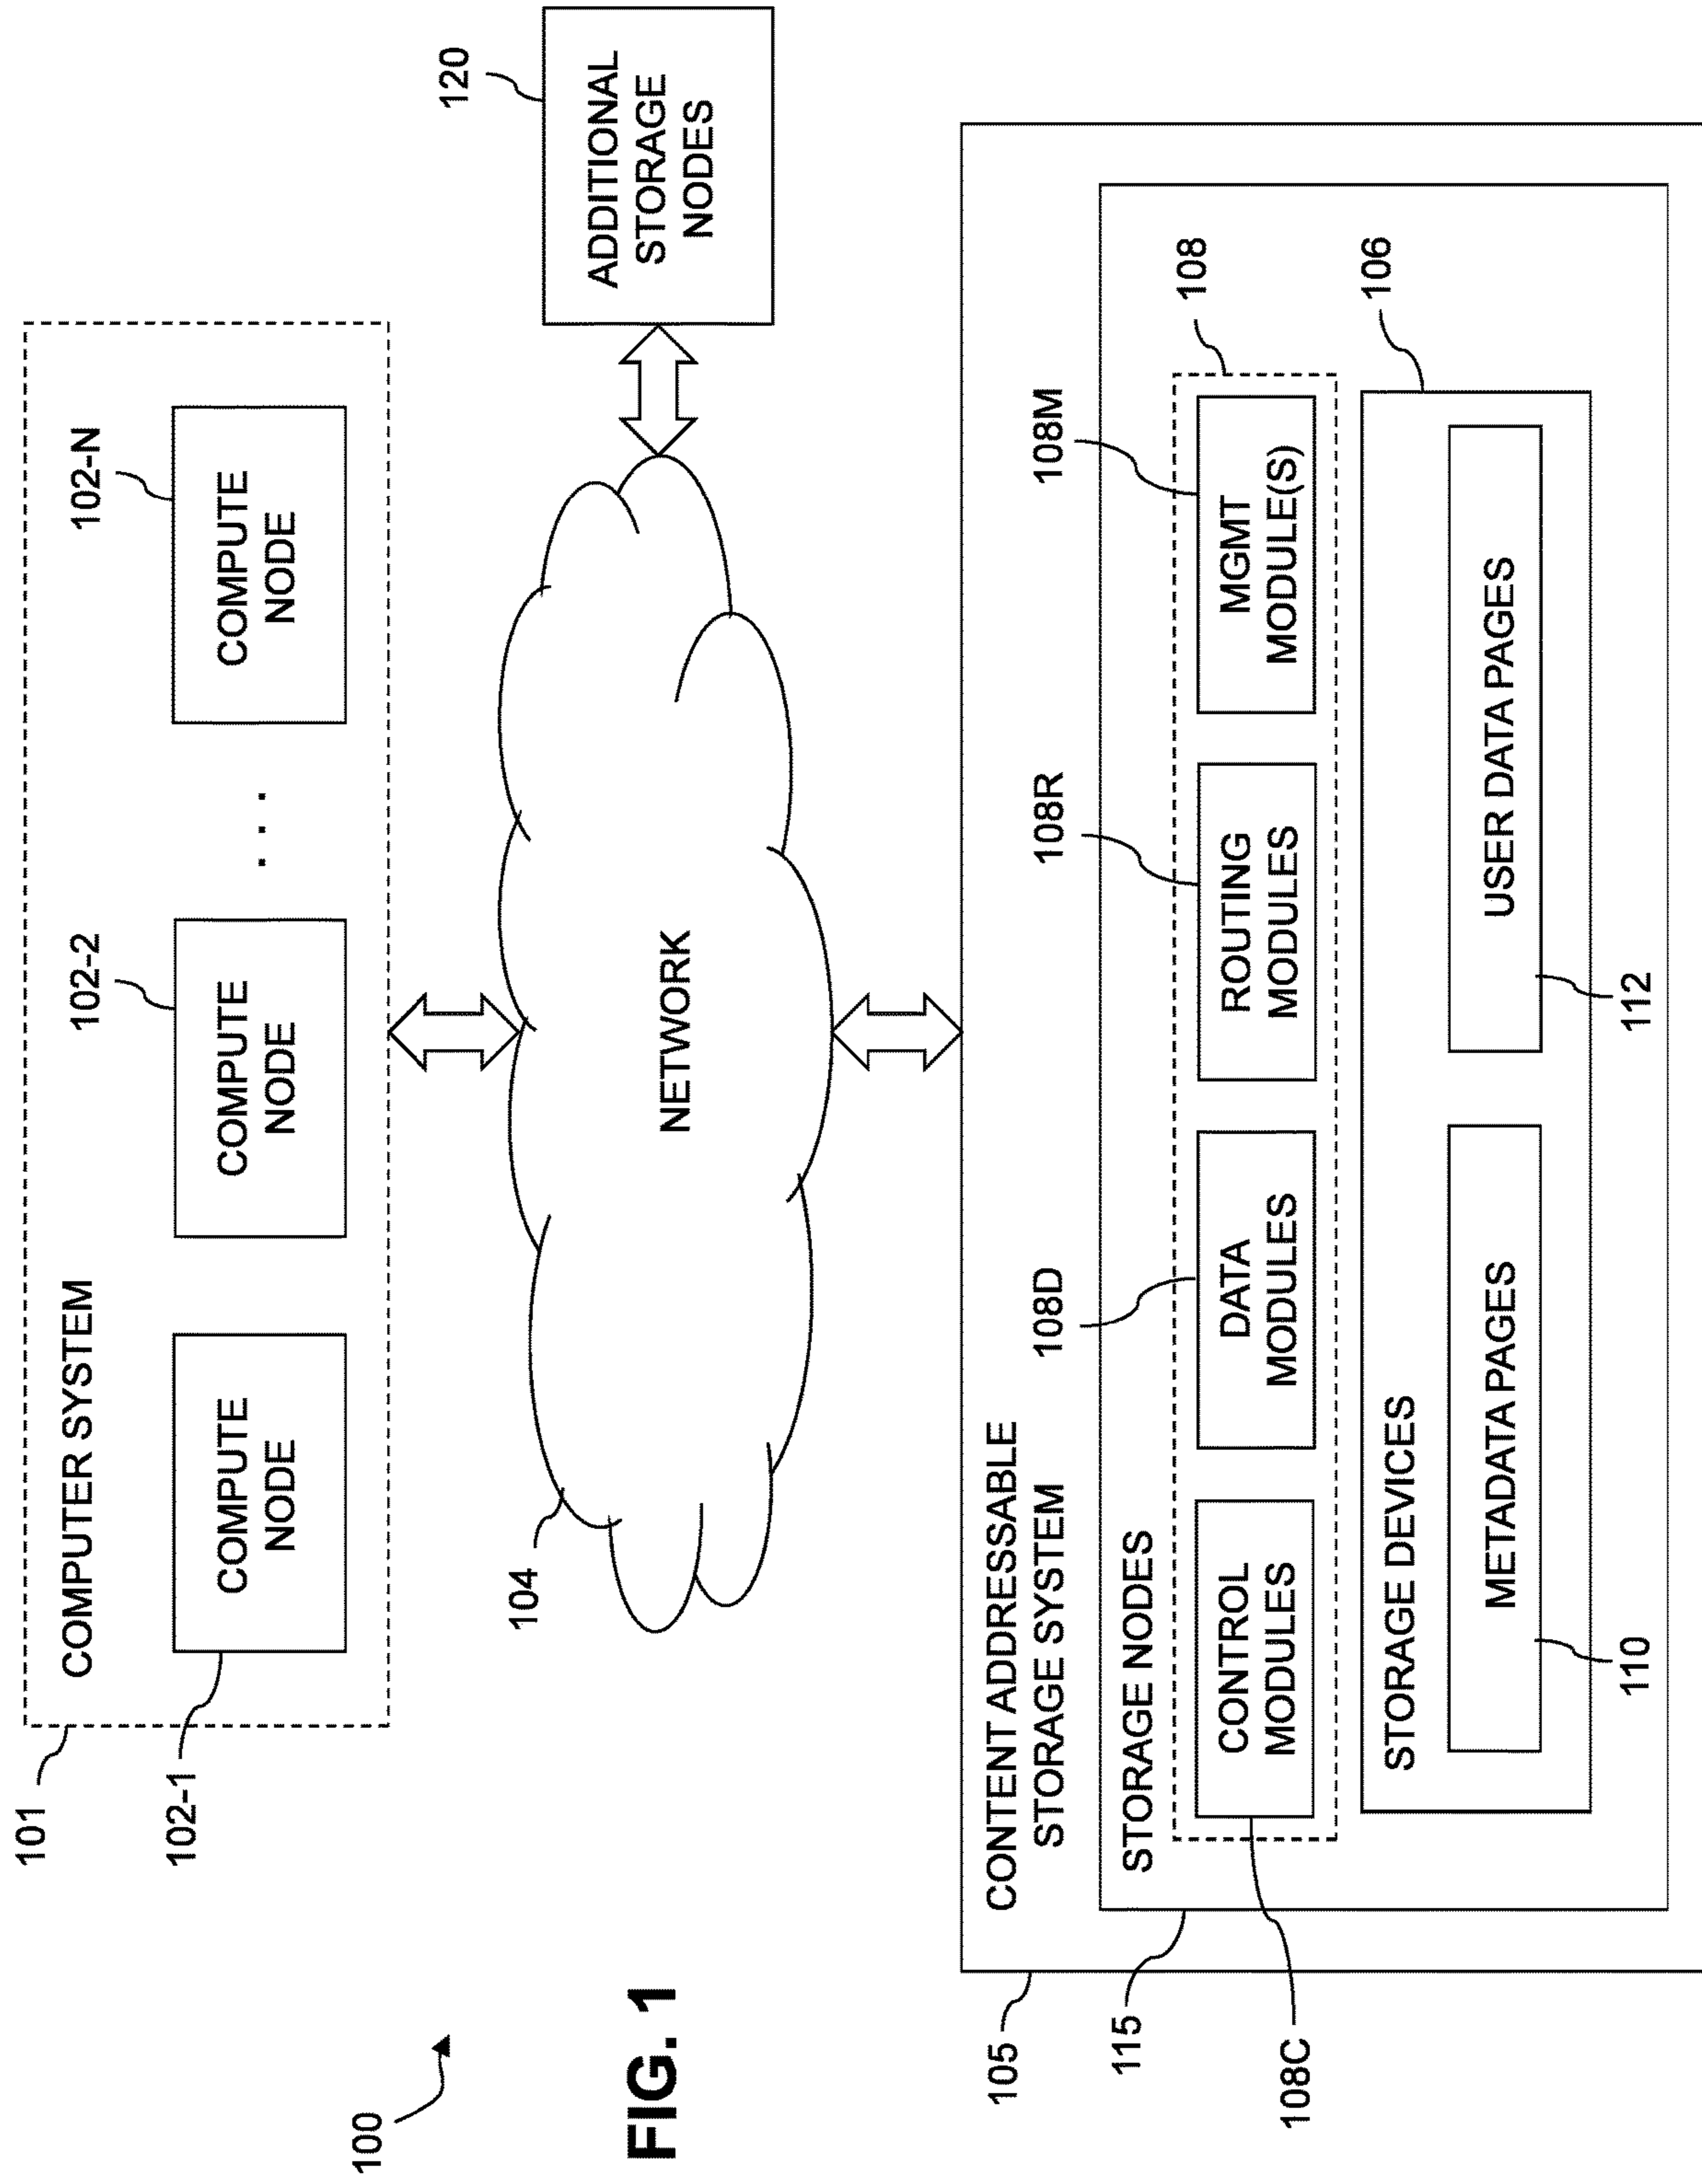 100
101
COMPUTER SYSTEM
102-1
COMPUTE
NODE
102-2
COMPUTE
NODE
. . .
102-N
COMPUTE
NODE
104
NETWORK
120
ADDITIONAL
STORAGE
NODES
105
CONTENT ADDRESSABLE
STORAGE SYSTEM
115
STORAGE NODES
108
108C
CONTROL
MODULES
108D
DATA
MODULES
108R
ROUTING
MODULES
108M
MGMT
MODULE(S)
106
STORAGE DEVICES
METADATA PAGES
110
USER DATA PAGES
112
FIG. 1